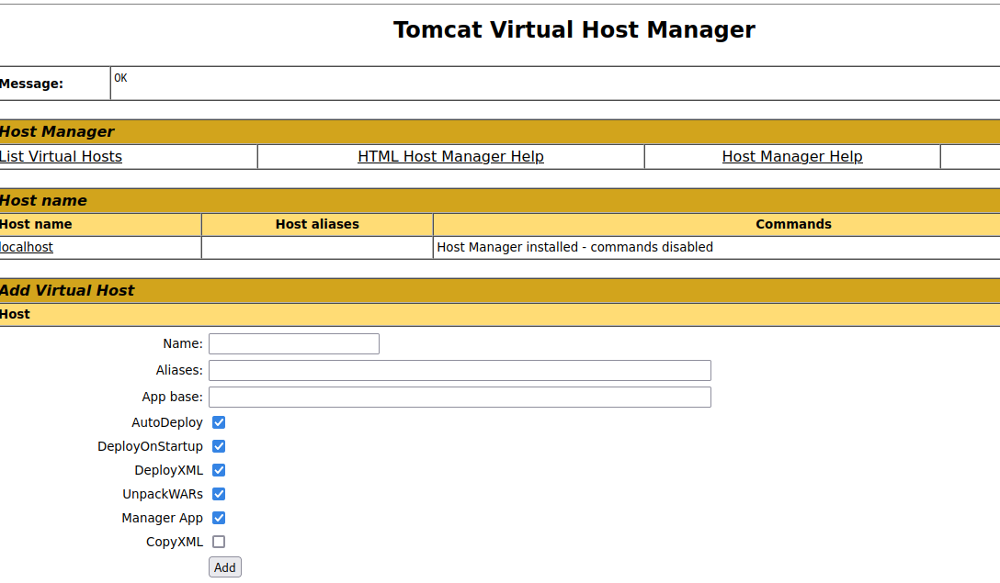 Tomcat Virtual Host Manager
Message: OK
Host Manager
List Virtual Hosts HTML Host Manager Help Host Manager Help
Host name
Host name Host aliases Commands
localhost Host Manager installed - commands disabled
Add Virtual Host
Host
Name:
Aliases:
App base:
AutoDeploy
DeployOnStartup
DeployXML
UnpackWARs
Manager App
CopyXML
Add